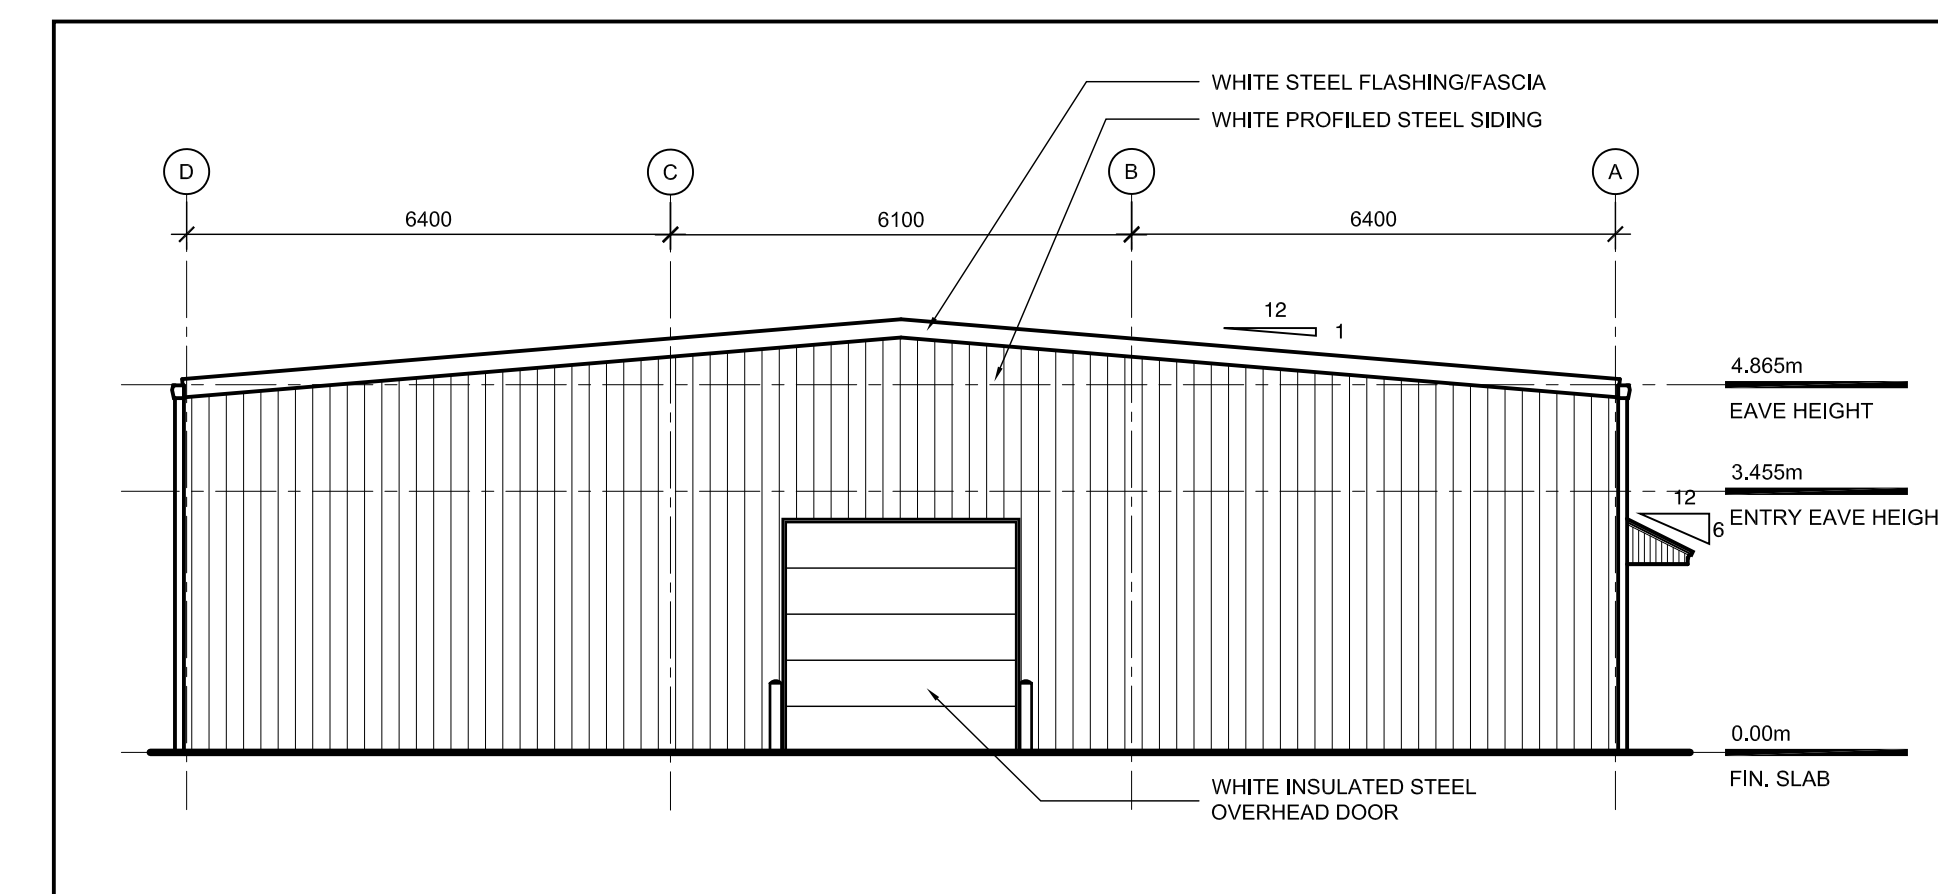 WHITE STEEL FLASHING/FASCIA
WHITE PROFILED STEEL SIDING
D
C
B
A
6400
6100
6400
12
1
4.865m
EAVE HEIGHT
3.455m
12
6
ENTRY EAVE HEIGH
0.00m
FIN. SLAB
WHITE INSULATED STEEL
OVERHEAD DOOR